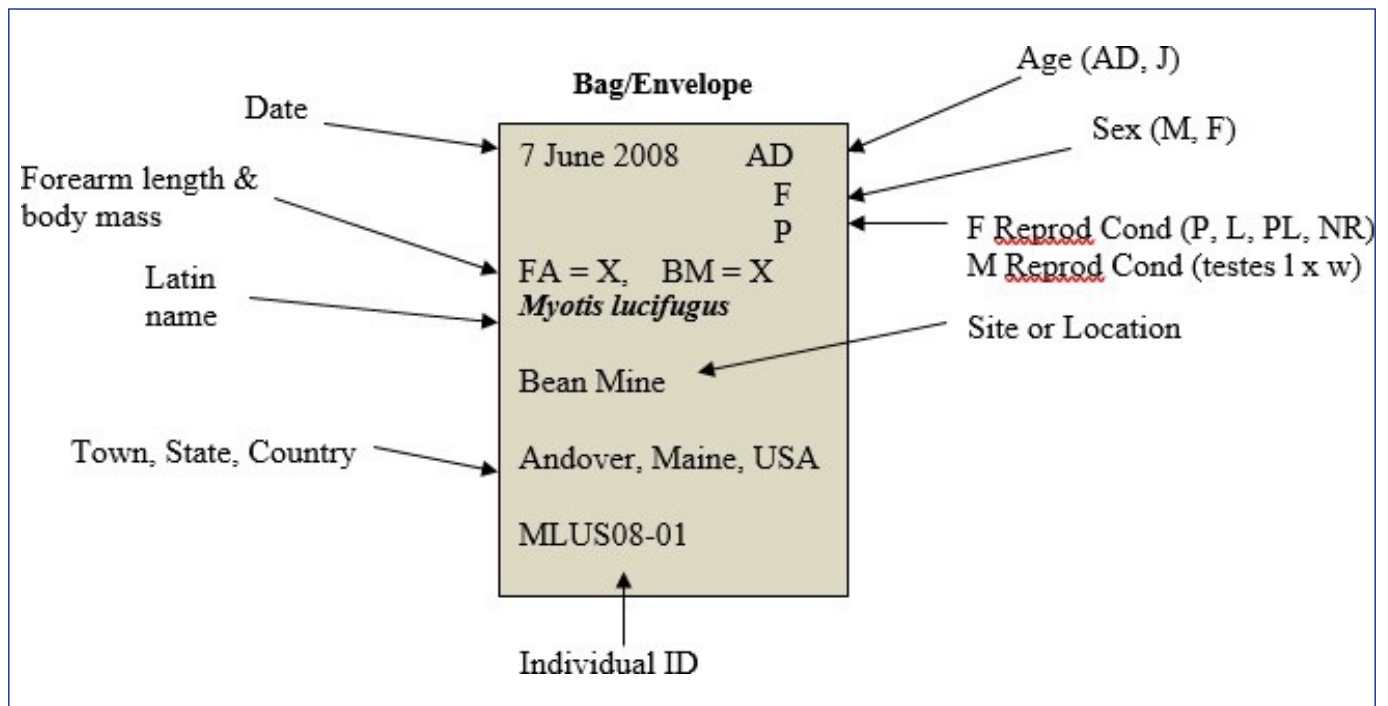 Bag/Envelope
Date
Forearm length &
body mass
Latin
name
Town, State, Country
7 June 2008 AD
F
P
FA = X, BM = X
Myotis lucifugus
Bean Mine
Andover, Maine, USA
MLUS08-01
Age (AD, J)
Sex (M, F)
F Reprod Cond (P, L, PL, NR)
M Reprod Cond (testes l x w)
Site or Location
Individual ID